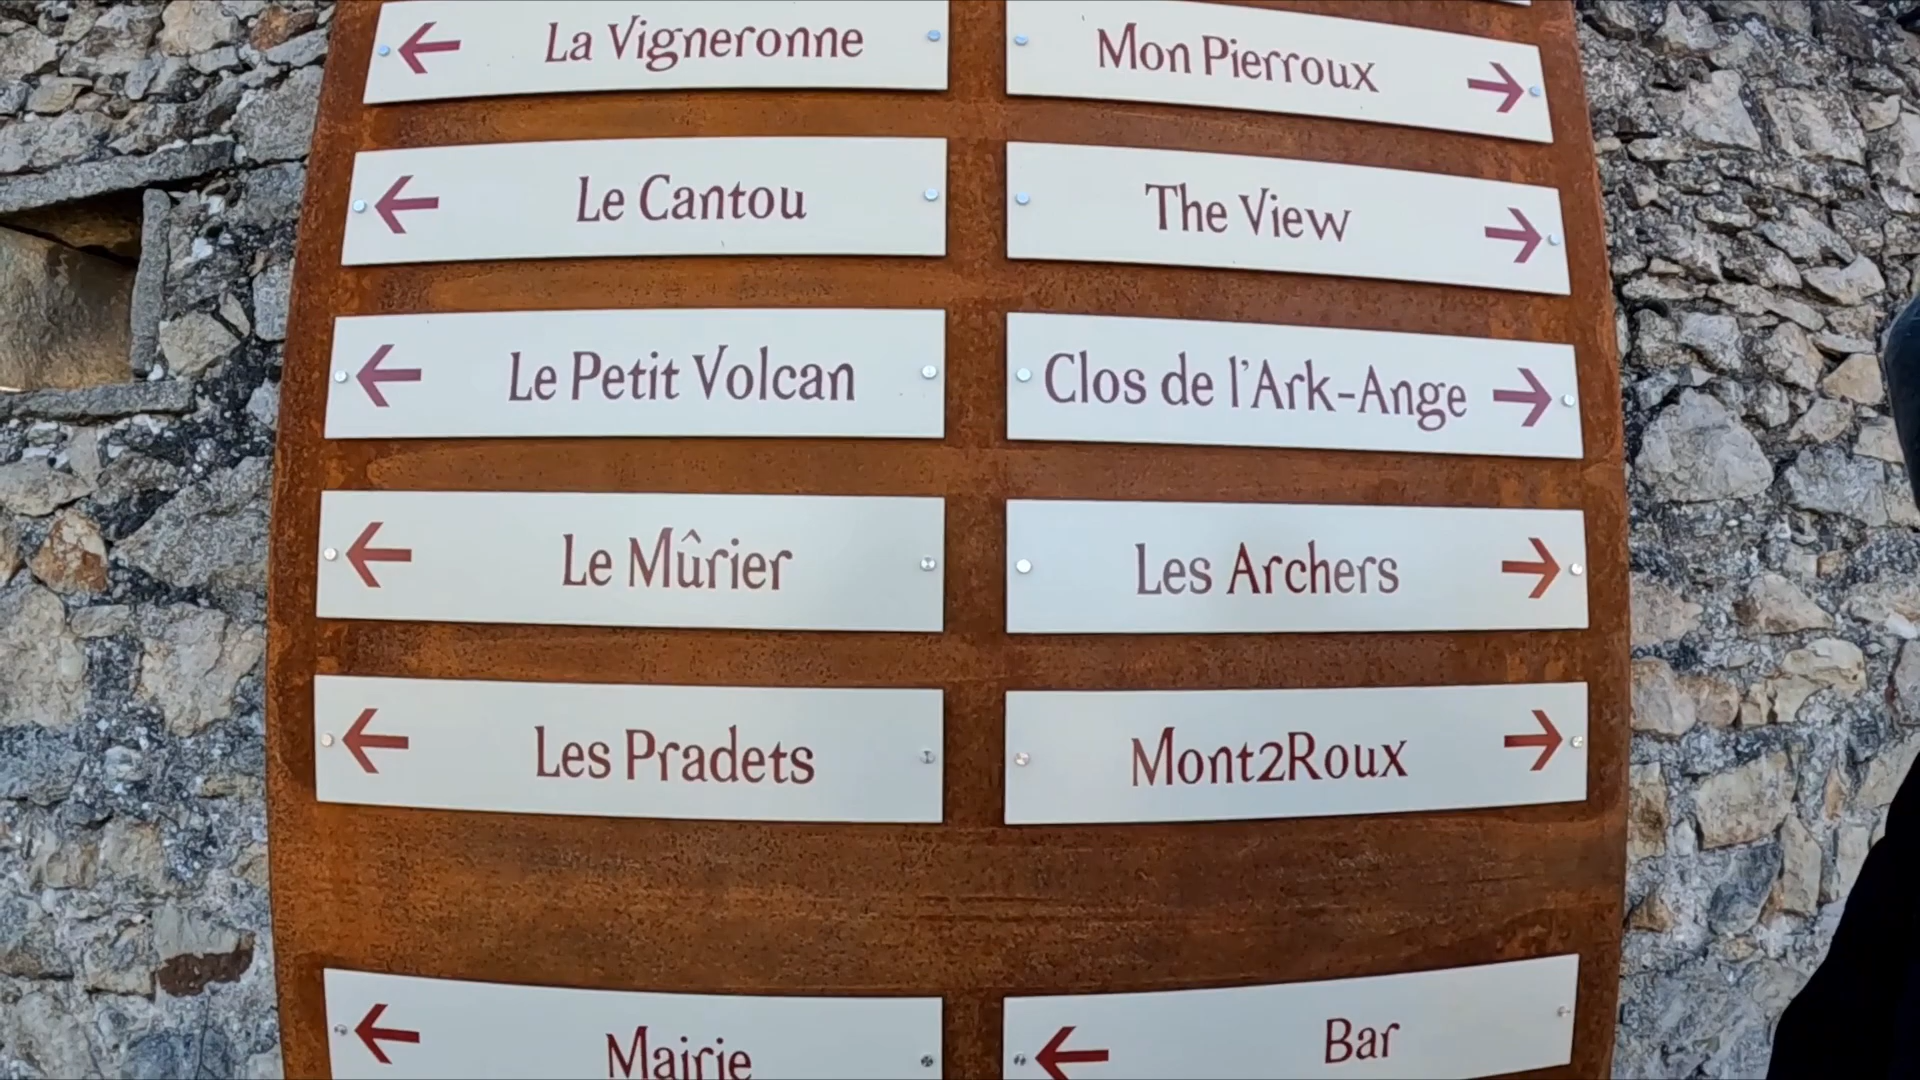 ← La Vigneronne
Mon Pierroux →
← Le Cantou
The View →
← Le Petit Volcan
Clos de l'Ark-Ange →
← Le Mûrier
Les Archers →
← Les Pradets
Mont2Roux →
← Mairie
← Bar